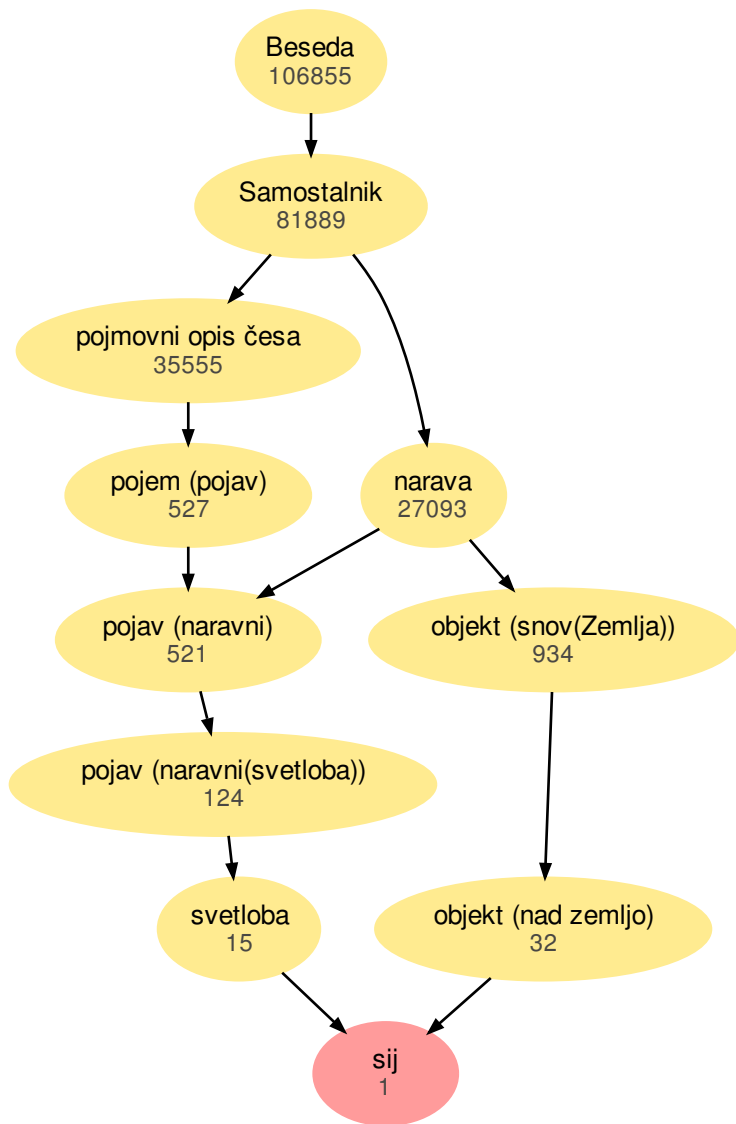 Beseda
106855
Samostalnik
81889
pojmovni opis česa
35555
pojem (pojav)
527
narava
27093
pojav (naravni)
521
objekt (snov(Zemlja))
934
pojav (naravni(svetloba))
124
svetloba
15
objekt (nad zemljo)
32
sij
1